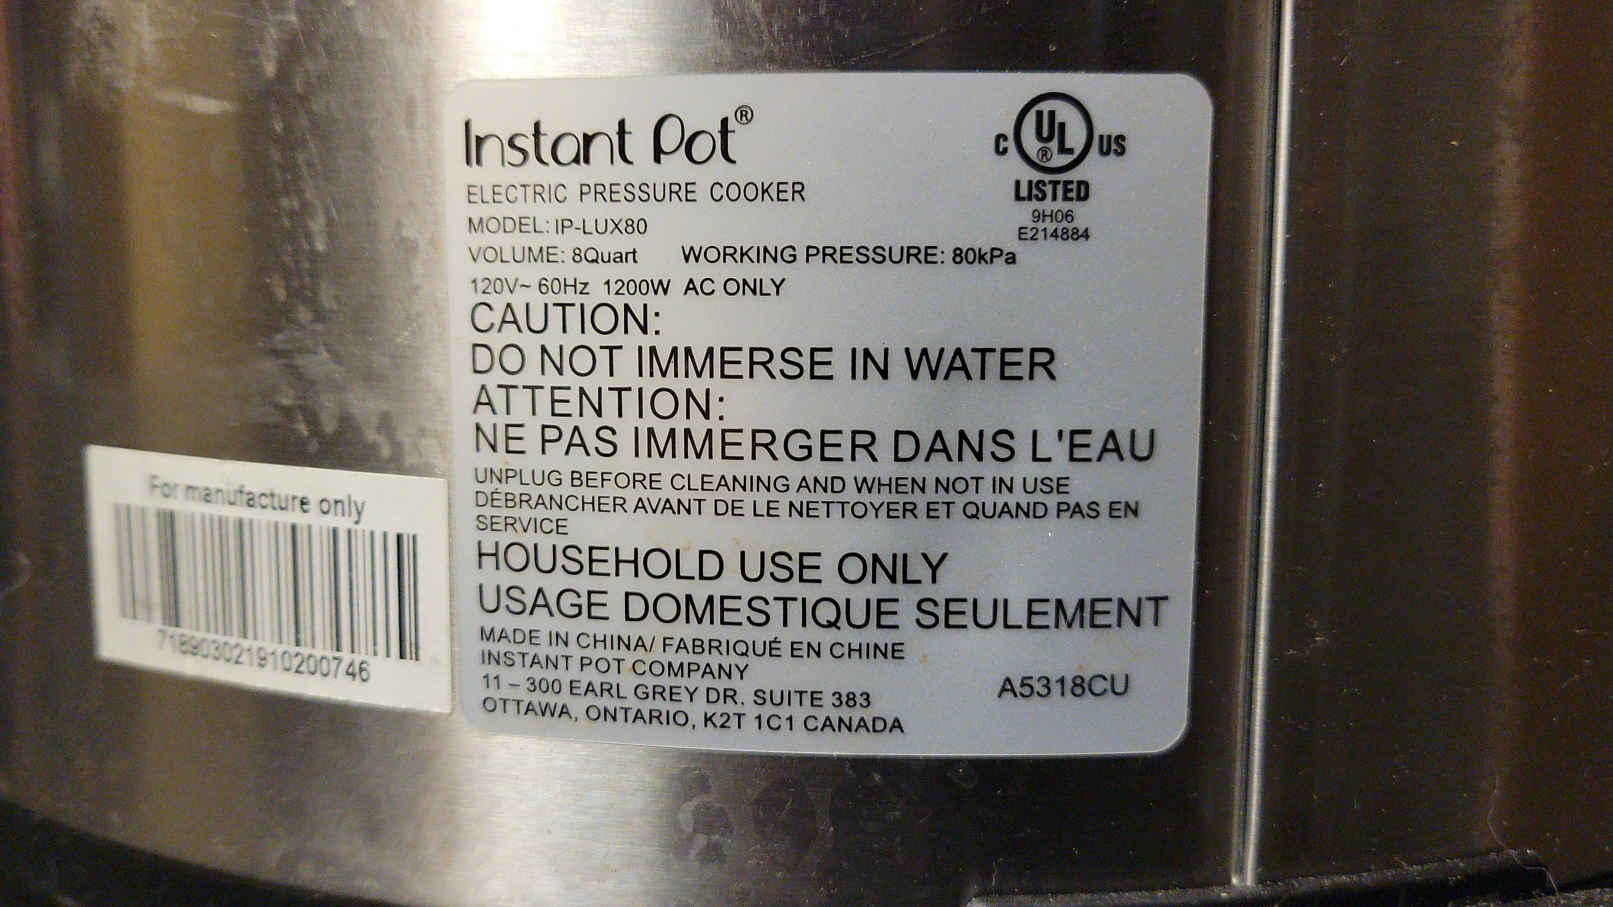 Instant Pot®
ELECTRIC PRESSURE COOKER
MODEL: IP-LUX80
VOLUME: 8Quart WORKING PRESSURE: 80kPa
120V~ 60Hz 1200W AC ONLY
C UL® US
LISTED
9H06
E214884
CAUTION:
DO NOT IMMERSE IN WATER
ATTENTION:
NE PAS IMMERGER DANS L'EAU
UNPLUG BEFORE CLEANING AND WHEN NOT IN USE
DÉBRANCHER AVANT DE LE NETTOYER ET QUAND PAS EN
SERVICE
HOUSEHOLD USE ONLY
USAGE DOMESTIQUE SEULEMENT
MADE IN CHINA/ FABRIQUÉ EN CHINE
INSTANT POT COMPANY
11 – 300 EARL GREY DR. SUITE 383
OTTAWA, ONTARIO, K2T 1C1 CANADA
A5318CU
For manufacture only
718903021910200746